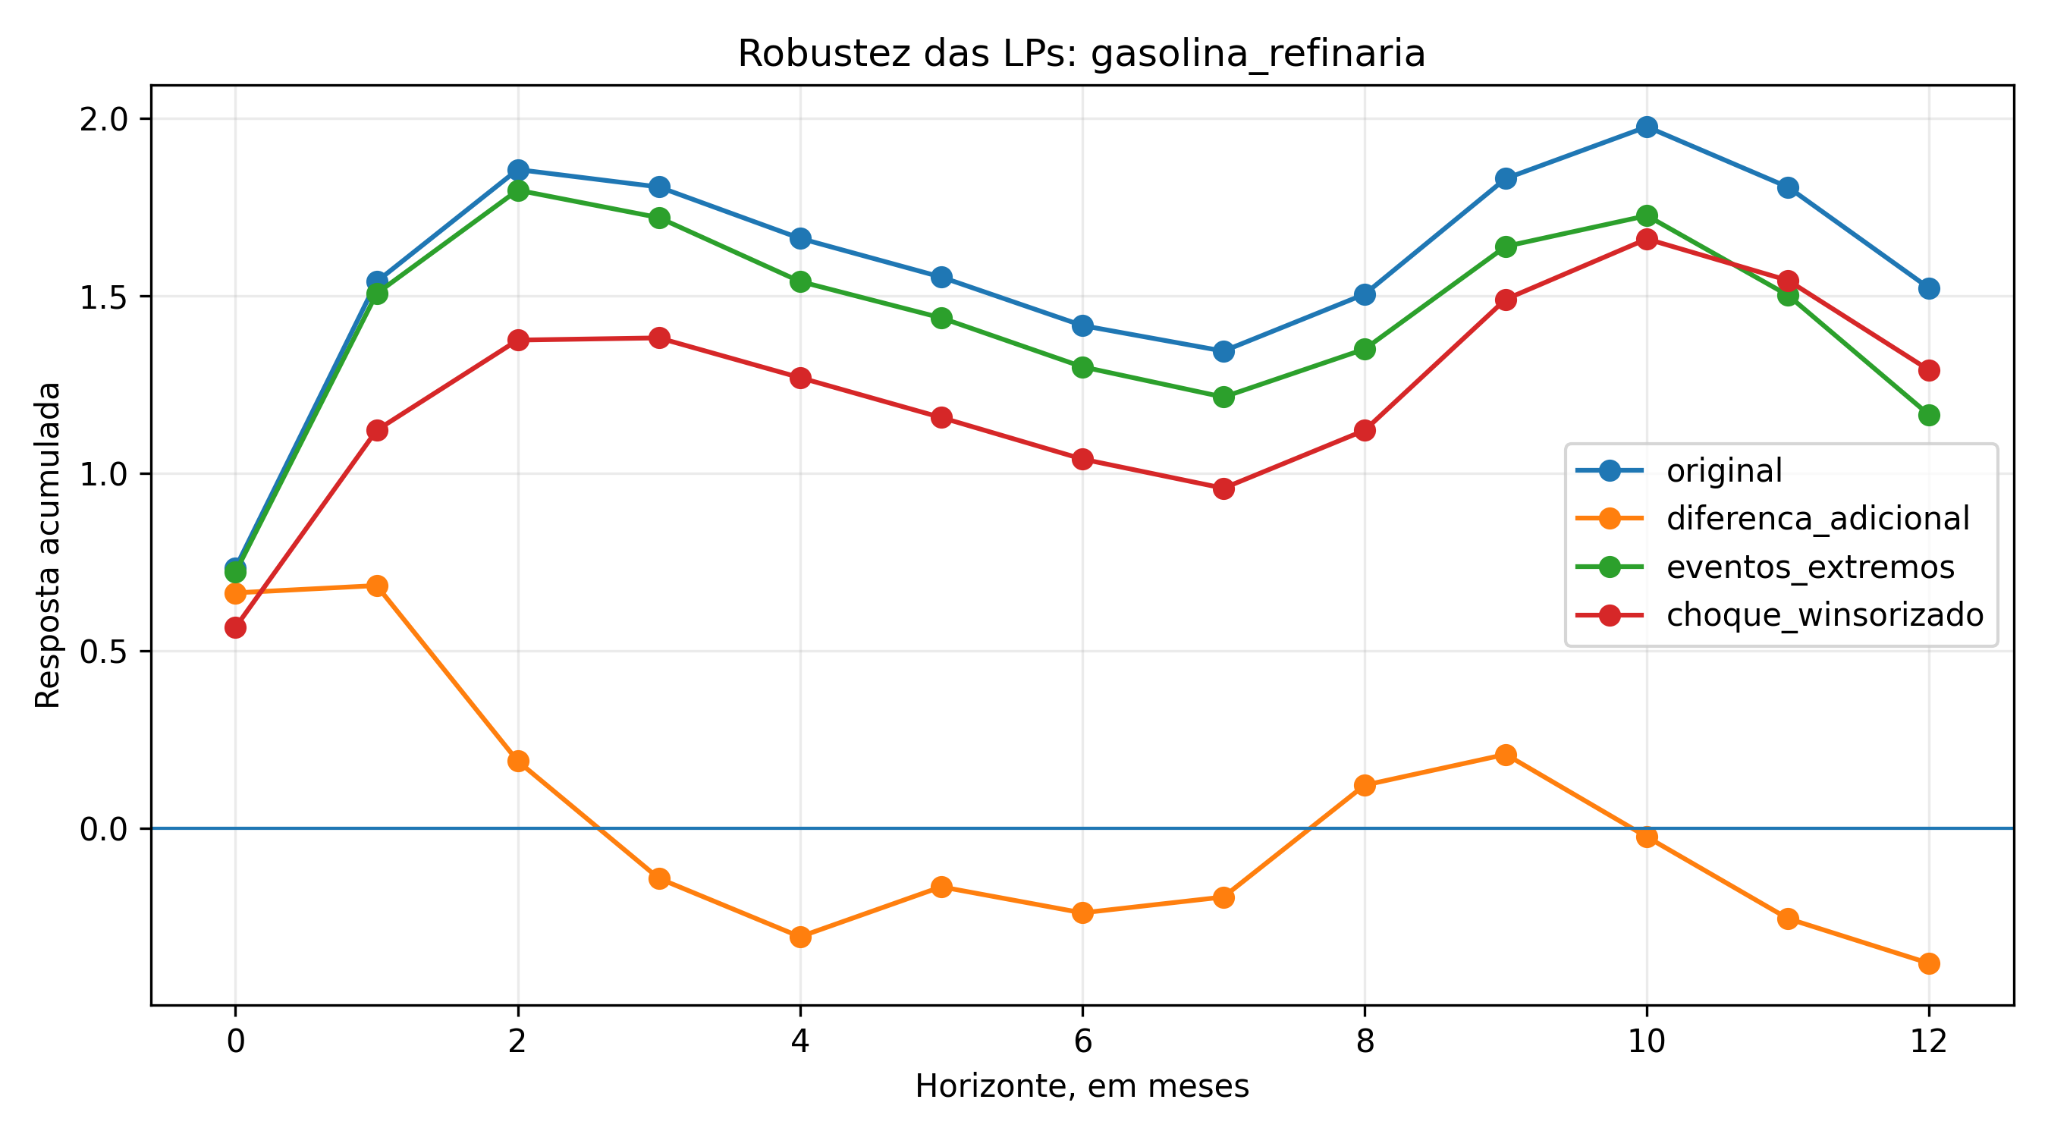 Robustez das LPs: gasolina_refinaria
Resposta acumulada
2.0
1.5
1.0
0.5
0.0
original
diferenca_adicional
eventos_extremos
choque_winsorizado
0 2 4 6 8 10 12
Horizonte, em meses